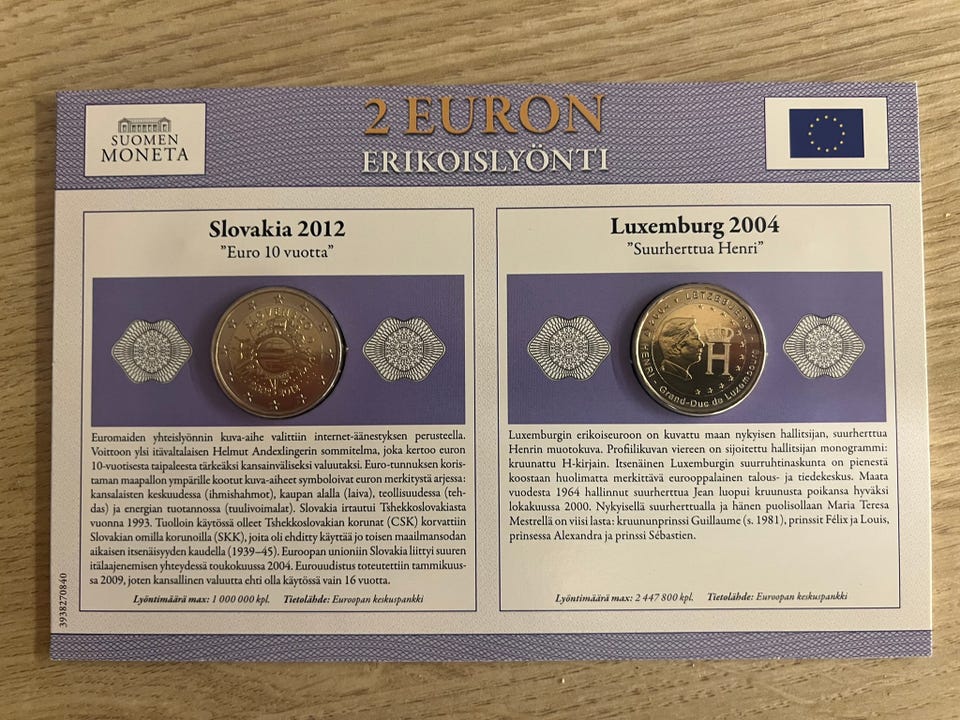 SUOMEN
MONETA
2 EURON
ERIKOISLYÖNTI
Slovakia 2012
"Euro 10 vuotta"
Euromaiden yhteislyönnin kuva-aihe valittiin internet-äänestyksen perusteella.
Voittoon ylsi itävaltalaisen Helmut Andexlingerin sommitelma, joka kertoo euron
10-vuotisesta taipaleesta tärkeäksi kansainväliseksi valuutaksi. Euro-tunnuksen koris-
taman maapallon ympärille kootut kuva-aiheet symboloivat euron merkitystä arjessa:
kansalaisten keskuudessa (ihmishahmot), kaupan alalla (laiva), teollisuudessa (teh-
das) ja energian tuotannossa (tuulivoimalat). Slovakia irtautui Tshekkoslovakiasta
vuonna 1993. Tuolloin käytössä olleet Tshekkoslovakian korunat (CSK) korvattiin
Slovakian omilla korunoilla (SKK), joita oli ehditty käyttää jo toisen maailmansodan
aikaisen itsenäisyyden kaudella (1939–45). Euroopan unioniin Slovakia liittyi suuren
itälaajenemisen yhteydessä toukokuussa 2004. Eurouudistus toteutettiin tammikuus-
sa 2009, joten kansallinen valuutta ehti olla käytössä vain 16 vuotta.
Lyöntimäärä max: 1 000 000 kpl. Tietolähde: Euroopan keskuspankki
3938270840
Luxemburg 2004
"Suurherttua Henri"
LËTZEBUERG
HENRI - Grand-Duc de Luxembourg
H
Luxemburgin erikoiseuroon on kuvattu maan nykyisen hallitsijan, suurherttua
Henrin muotokuva. Profiilikuvan viereen on sijoitettu hallitsijan monogrammi:
kruunattu H-kirjain. Itsenäinen Luxemburgin suurruhtinaskunta on pienestä
koostaan huolimatta merkittävä eurooppalainen talous- ja tiedekeskus. Maata
vuodesta 1964 hallinnut suurherttua Jean luopui kruunusta poikansa hyväksi
lokakuussa 2000. Nykyisellä suurherttualla ja hänen puolisollaan Maria Teresa
Mestrellä on viisi lasta: kruununprinssi Guillaume (s. 1981), prinssit Félix ja Louis,
prinsessa Alexandra ja prinssi Sébastien.
Lyöntimäärä max: 2 447 800 kpl. Tietolähde: Euroopan keskuspankki